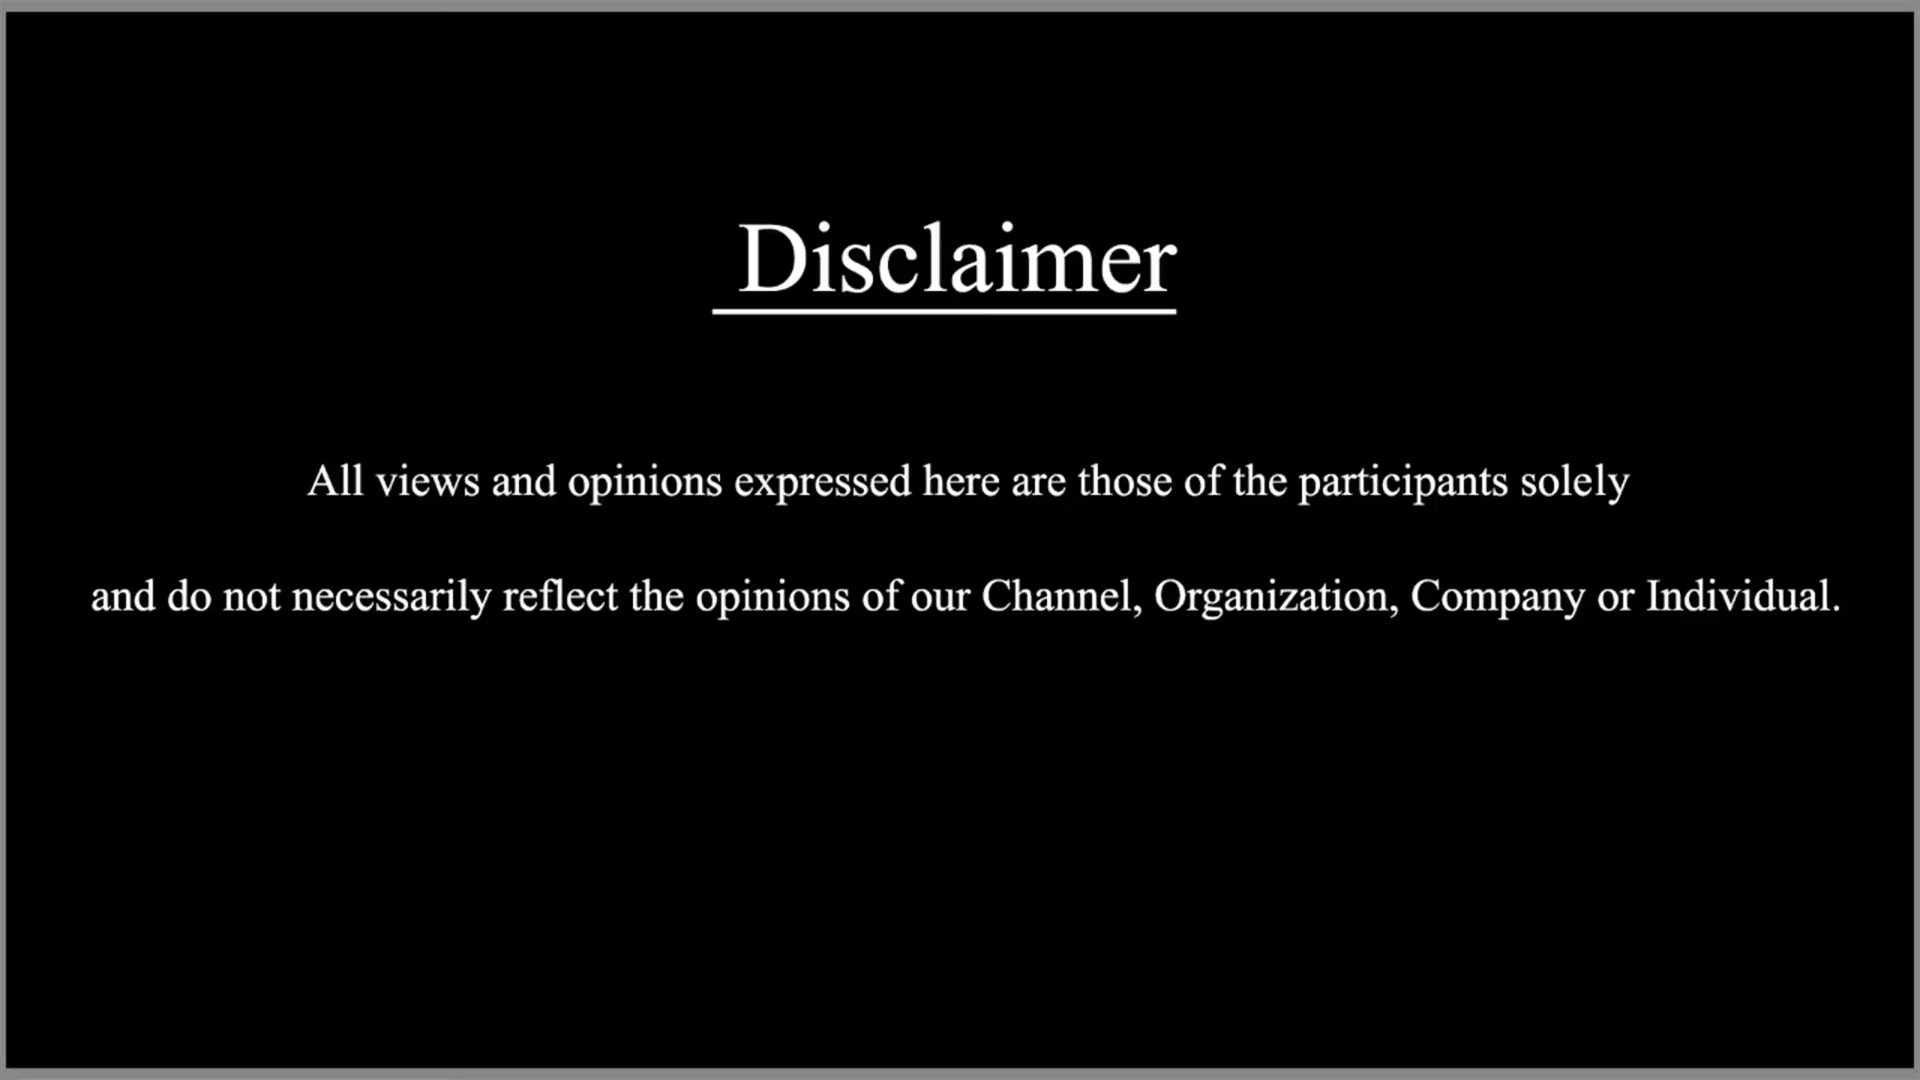 Disclaimer
All views and opinions expressed here are those of the participants solely
and do not necessarily reflect the opinions of our Channel, Organization, Company or Individual.